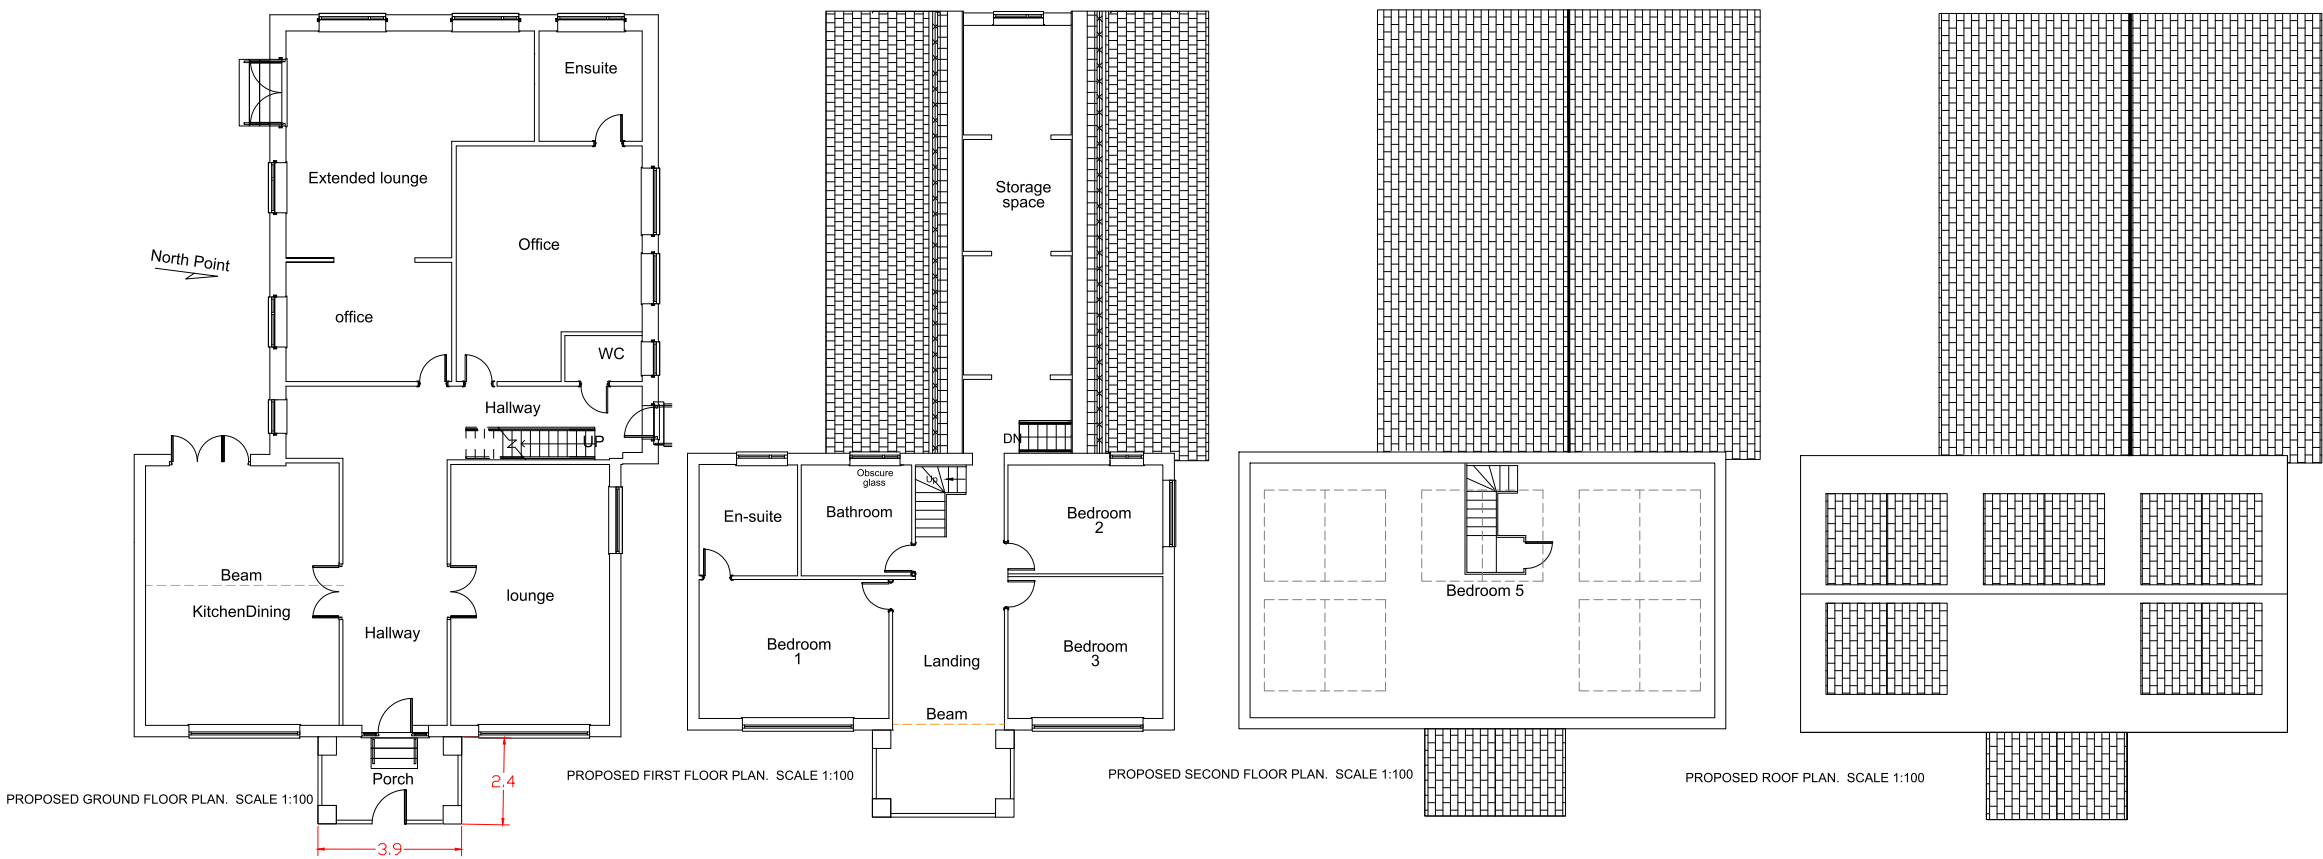 Ensuite
Extended lounge
Office
North Point
office
WC
Hallway
UP
Beam
KitchenDining
lounge
Hallway
Porch
2.4
3.9
PROPOSED GROUND FLOOR PLAN.  SCALE 1:100
Storage
space
DN
Obscure
glass
Up
En-suite
Bathroom
Bedroom
2
Bedroom
1
Landing
Bedroom
3
Beam
PROPOSED FIRST FLOOR PLAN.  SCALE 1:100
Bedroom 5
PROPOSED SECOND FLOOR PLAN.  SCALE 1:100
PROPOSED ROOF PLAN.  SCALE 1:100